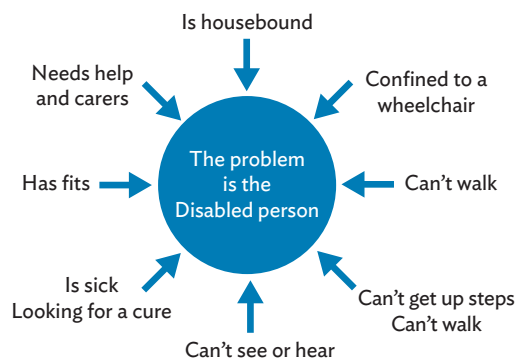 Is housebound
Needs help
and carers
Confined to a
wheelchair
The problem
is the
Disabled person
Has fits
Can't walk
Is sick
Looking for a cure
Can't get up steps
Can't walk
Can't see or hear